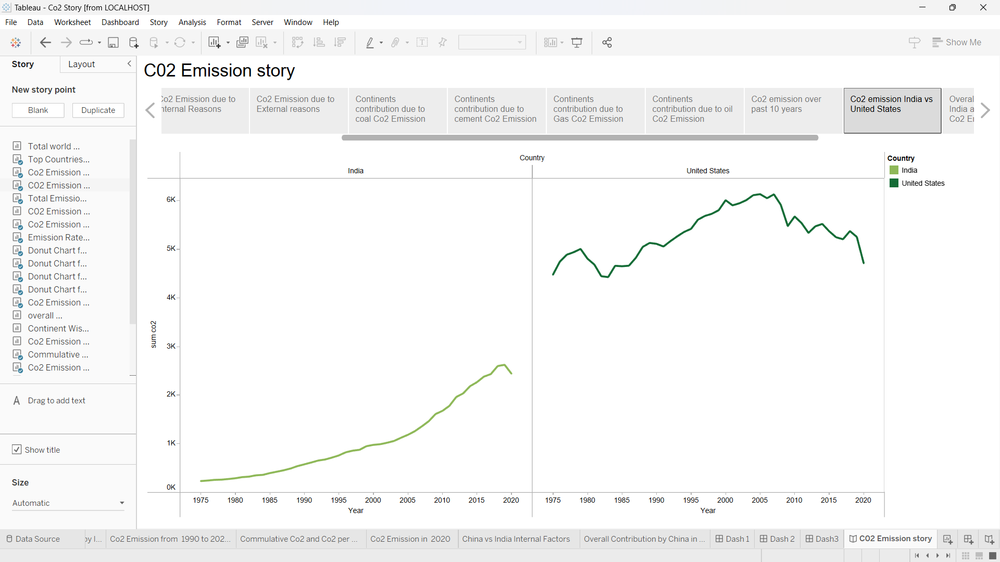 Tableau - Co2 Story [from LOCALHOST]
File Data Worksheet Dashboard Story Analysis Format Server Window Help
Show Me
Story Layout
New story point
Blank Duplicate
Total world ...
Top Countries...
Co2 Emission ...
CO2 Emission ...
Total Emissio...
CO2 Emission ...
Co2 Emission ...
Emission Rate...
Donut Chart f...
Donut Chart f...
Donut Chart f...
Donut Chart f...
Co2 Emission ...
overall ...
Continent Wis...
Co2 Emission ...
Commulative ...
Co2 Emission ...
Drag to add text
Show title
Size
Automatic
C02 Emission story
Co2 Emission due to
nternal Reasons
Co2 Emission due to
External reasons
Continents
contribution due to
coal Co2 Emission
Continents
contribution due to
cement Co2 Emission
Continents
contribution due to
Gas Co2 Emission
Continents
contribution due to oil
Co2 Emission
Co2 emission over
past 10 years
Co2 emission India vs
United States
Overal
India a
Co2 E
Country
India United States
6K
5K
4K
3K
2K
1K
0K
sum co2
1975 1980 1985 1990 1995 2000 2005 2010 2015 2020
Year
1975 1980 1985 1990 1995 2000 2005 2010 2015 2020
Year
Country
India
United States
Data Source by I... Co2 Emission from 1990 to 202... Commulative Co2 and Co2 per ... Co2 Emission in 2020 China vs India Internal Factors Overall Contribution by China in ... Dash 1 Dash 2 Dash3 C02 Emission story